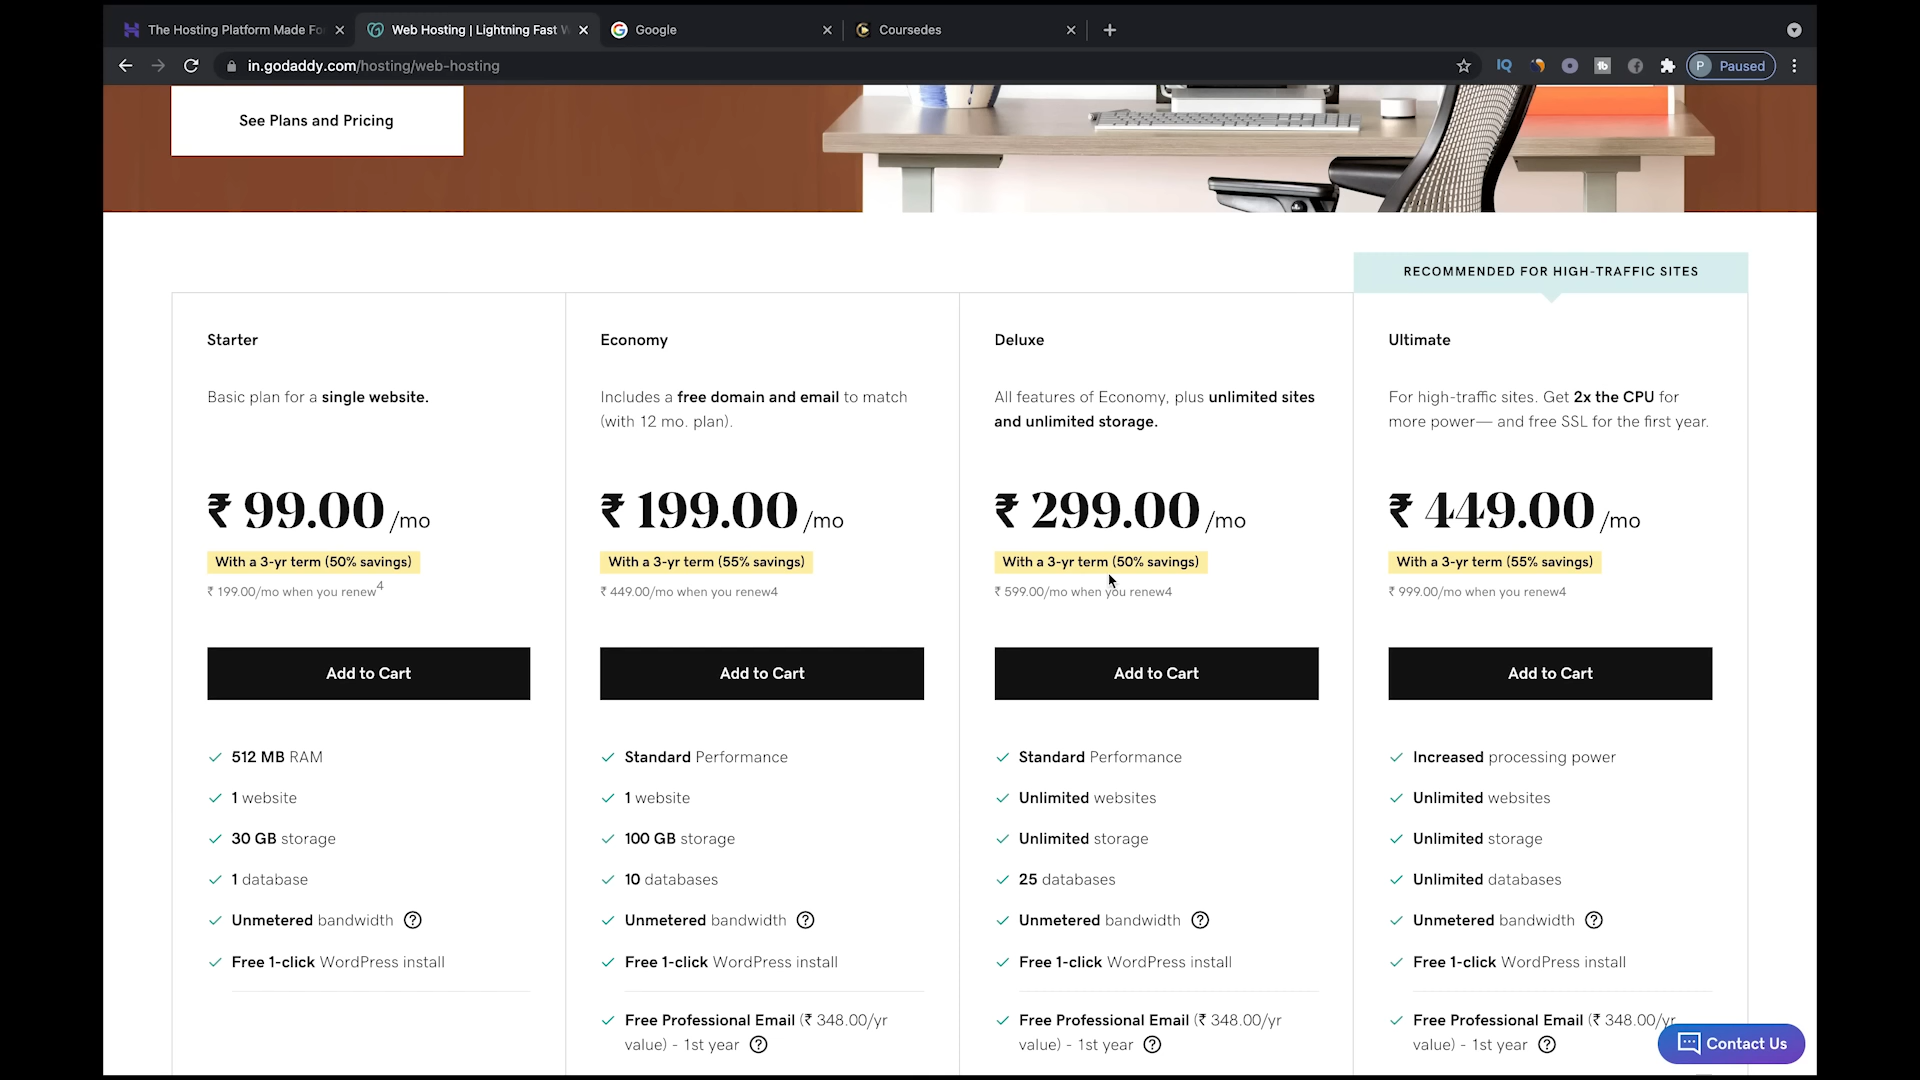 The Hosting Platform Made Fo
Web Hosting | Lightning Fast W
Google
Coursedes
in.godaddy.com/hosting/web-hosting
IQ
tb
P Paused
See Plans and Pricing
RECOMMENDED FOR HIGH-TRAFFIC SITES
Starter
Basic plan for a single website.
₹ 99.00/mo
With a 3-yr term (50% savings)
₹ 199.00/mo when you renew4
Add to Cart
512 MB RAM
1 website
30 GB storage
1 database
Unmetered bandwidth ?
Free 1-click WordPress install
Economy
Includes a free domain and email to match
(with 12 mo. plan).
₹ 199.00/mo
With a 3-yr term (55% savings)
₹ 449.00/mo when you renew4
Add to Cart
Standard Performance
1 website
100 GB storage
10 databases
Unmetered bandwidth ?
Free 1-click WordPress install
Free Professional Email (₹ 348.00/yr
value) - 1st year ?
Deluxe
All features of Economy, plus unlimited sites
and unlimited storage.
₹ 299.00/mo
With a 3-yr term (50% savings)
₹ 599.00/mo when you renew4
Add to Cart
Standard Performance
Unlimited websites
Unlimited storage
25 databases
Unmetered bandwidth ?
Free 1-click WordPress install
Free Professional Email (₹ 348.00/yr
value) - 1st year ?
Ultimate
For high-traffic sites. Get 2x the CPU for
more power— and free SSL for the first year.
₹ 449.00/mo
With a 3-yr term (55% savings)
₹ 999.00/mo when you renew4
Add to Cart
Increased processing power
Unlimited websites
Unlimited storage
Unlimited databases
Unmetered bandwidth ?
Free 1-click WordPress install
Free Professional Email (₹ 348.00/yr
value) - 1st year ?
Contact Us